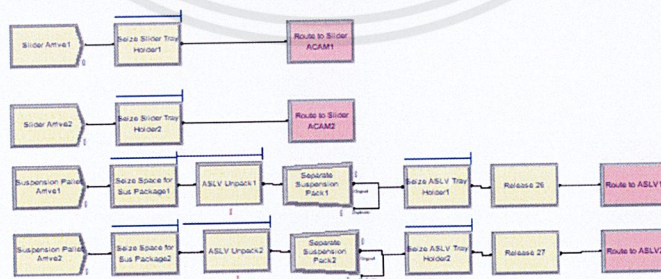 Slider Arrive1
Seize Slider Tray
Holder1
Route to Slider
ACAM1
Slider Arrive2
Seize Slider Tray
Holder2
Route to Slider
ACAM2
Suspension Pallet
Arrive1
Seize Space for
Sus Package1
ASLV Unpack1
Separate
Suspension
Pack1
Original
Duplicate
Seize ASLV Tray
Holder1
Release 26
Route to ASLV1
Suspension Pallet
Arrive2
Seize Space for
Sus Package2
ASLV Unpack2
Separate
Suspension
Pack2
Original
Seize ASLV Tray
Holder2
Release 27
Route to ASLV2